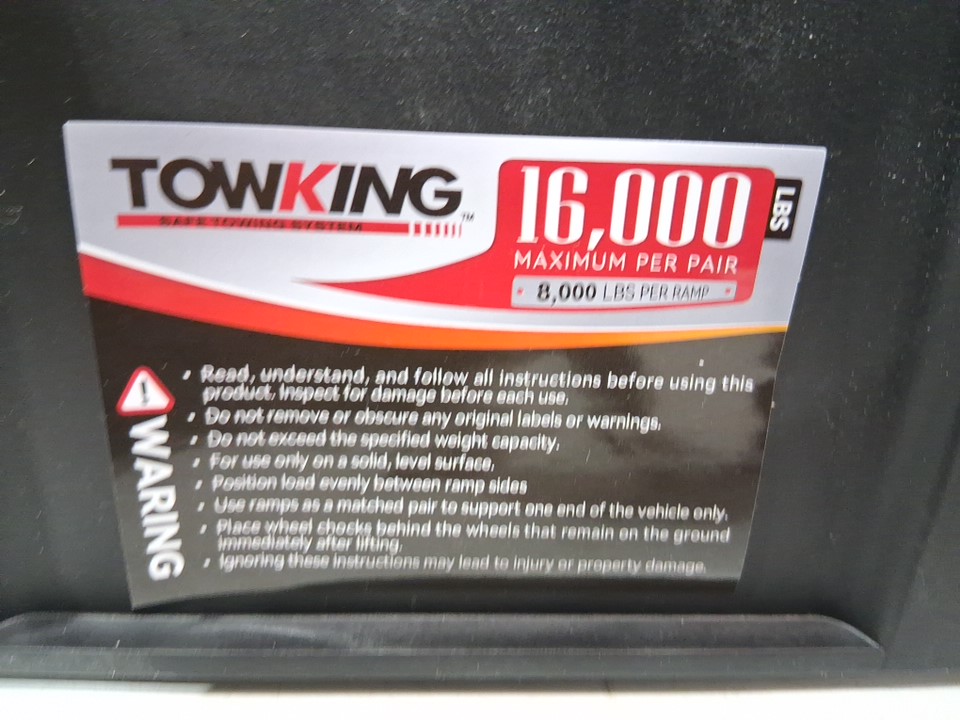 TOWKING™
SAFE TOWING SYSTEM
16,000
LBS
MAXIMUM PER PAIR
8,000 LBS PER RAMP
WARING
• Read, understand, and follow all instructions before using this
product. Inspect for damage before each use.
• Do not remove or obscure any original labels or warnings.
• Do not exceed the specified weight capacity.
• For use only on a solid, level surface.
• Position load evenly between ramp sides
• Use ramps as a matched pair to support one end of the vehicle only.
• Place wheel chocks behind the wheels that remain on the ground
immediately after lifting.
• Ignoring these instructions may lead to injury or property damage.